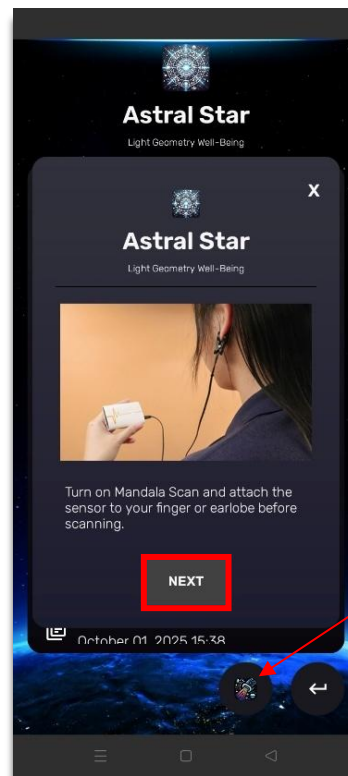 Astral Star
Light Geometry Well-Being
X
Astral Star
Light Geometry Well-Being
Turn on Mandala Scan and attach the
sensor to your finger or earlobe before
scanning.
NEXT
October 01, 2025 15:38